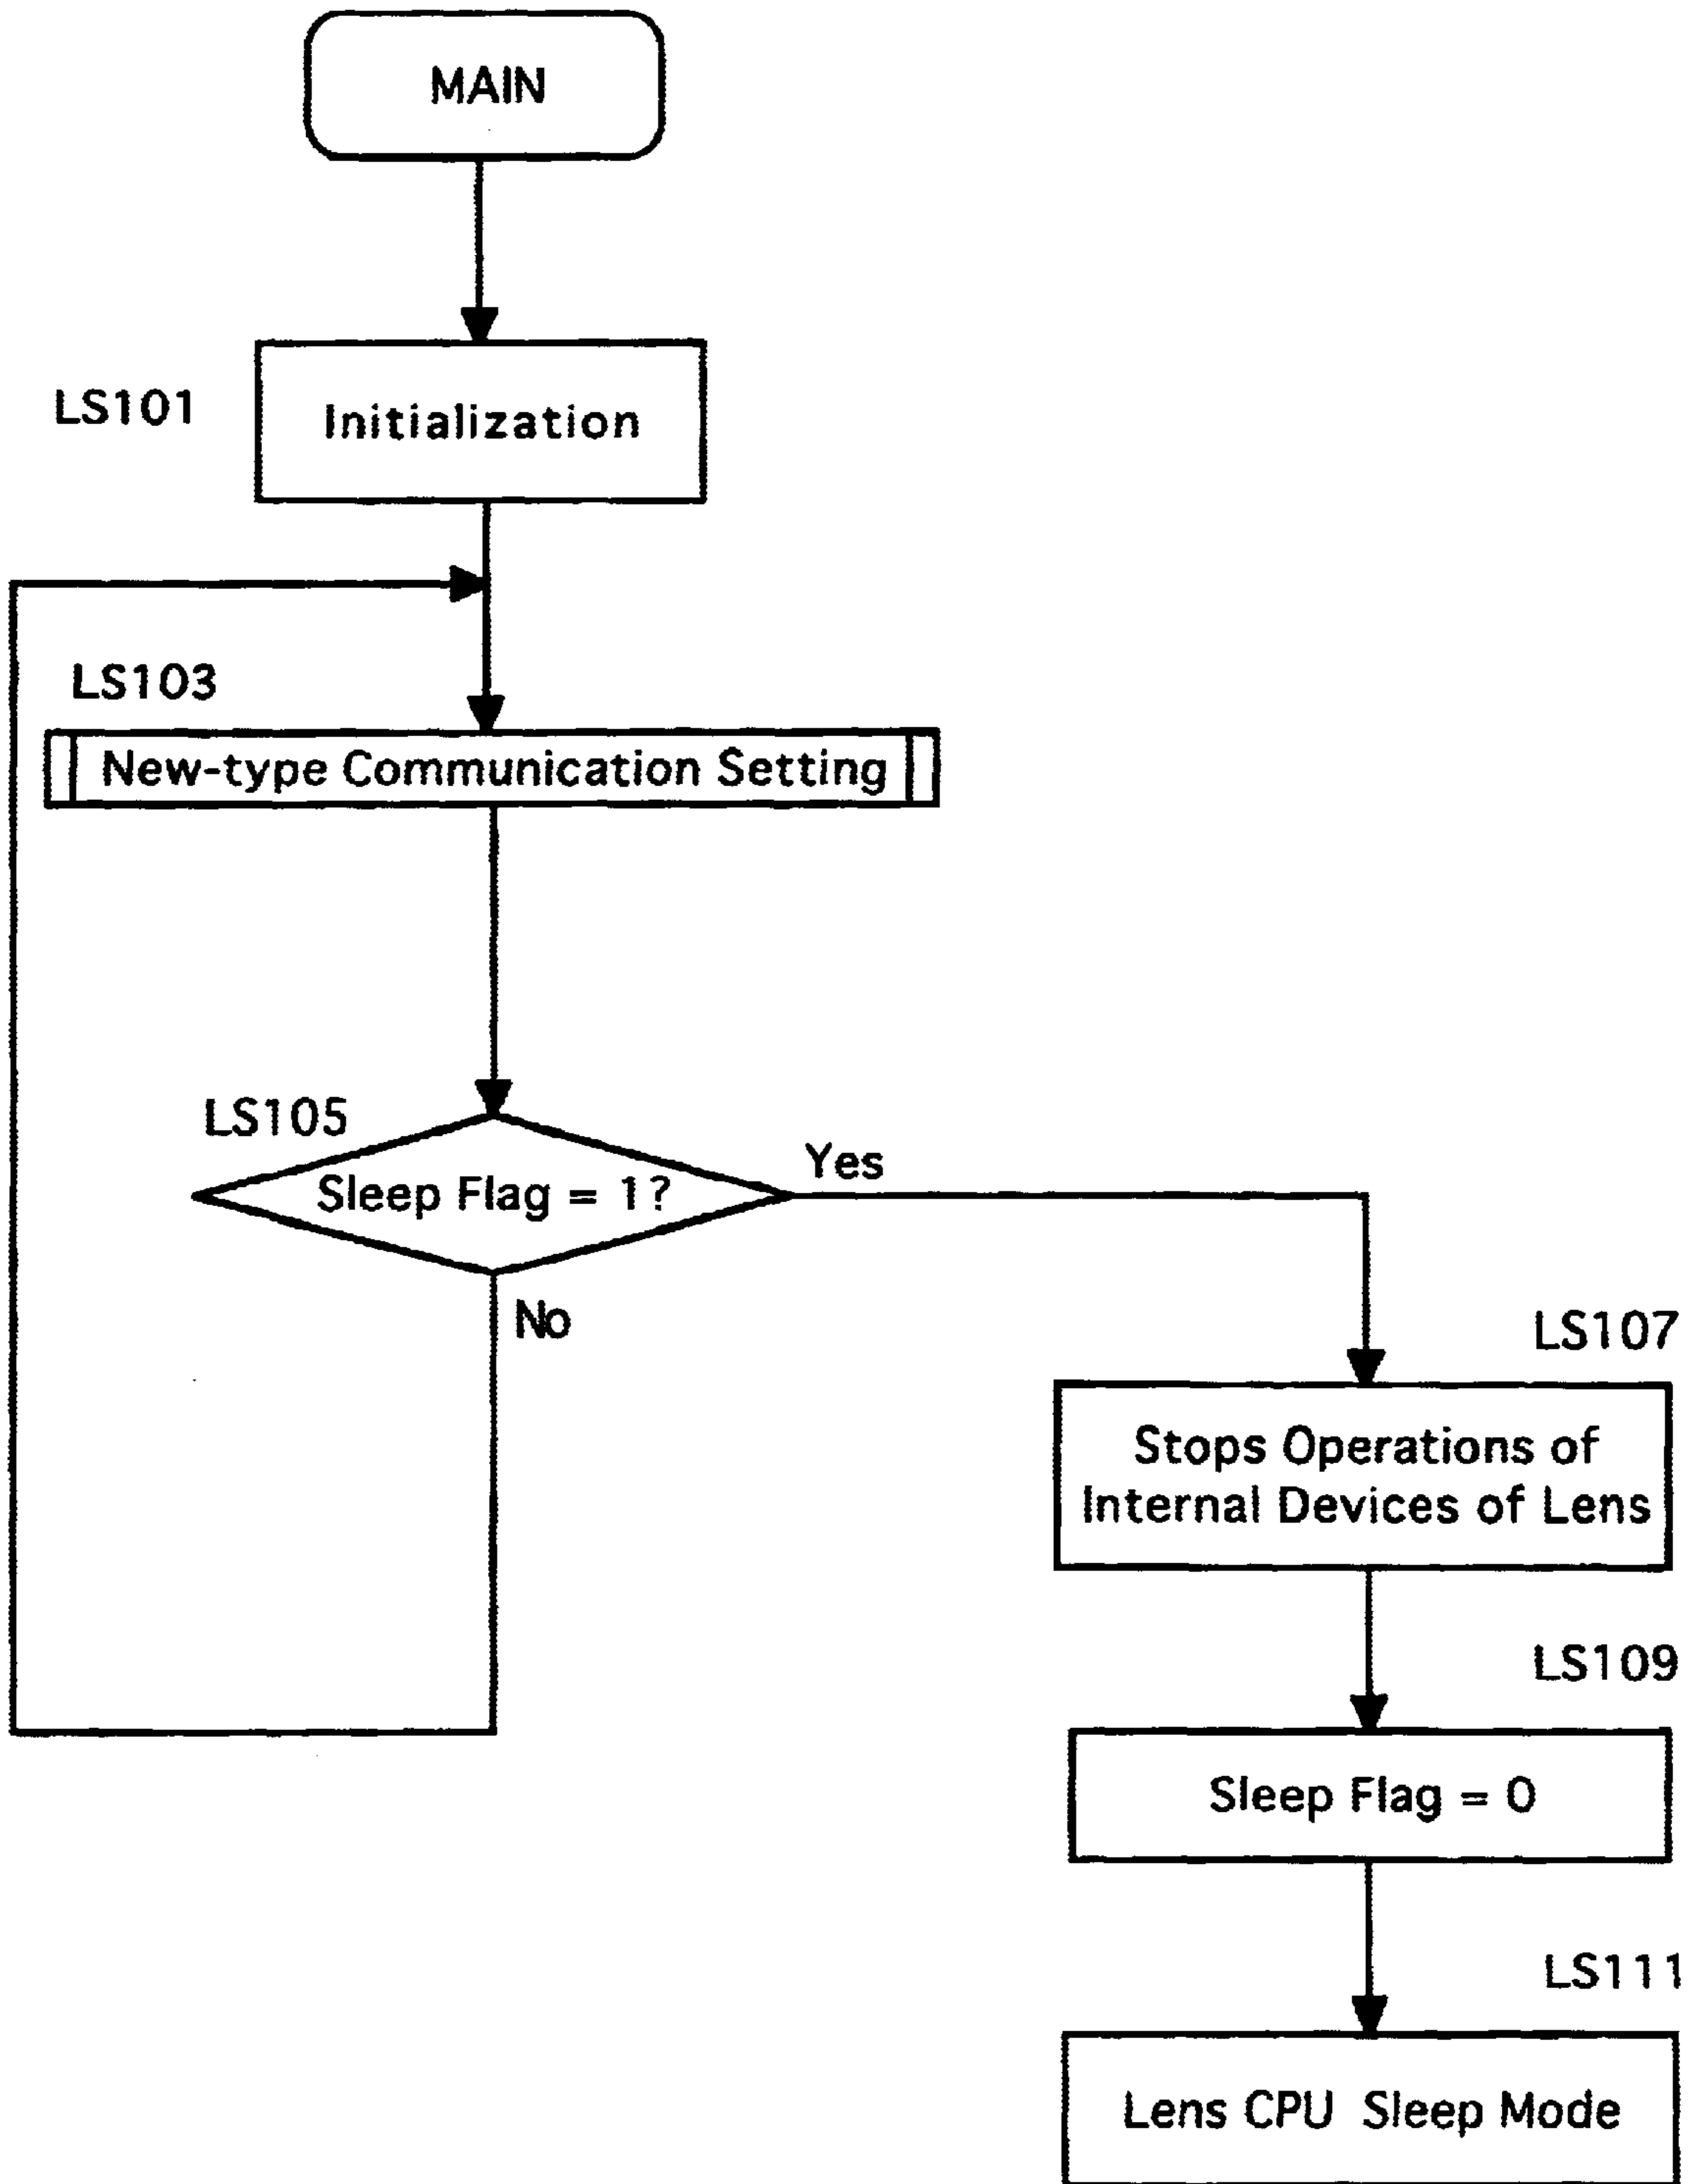 MAIN
LS101
Initialization
LS103
New-type Communication Setting
LS105
Sleep Flag = 1?
Yes
No
LS107
Stops Operations of
Internal Devices of Lens
LS109
Sleep Flag = 0
LS111
Lens CPU Sleep Mode